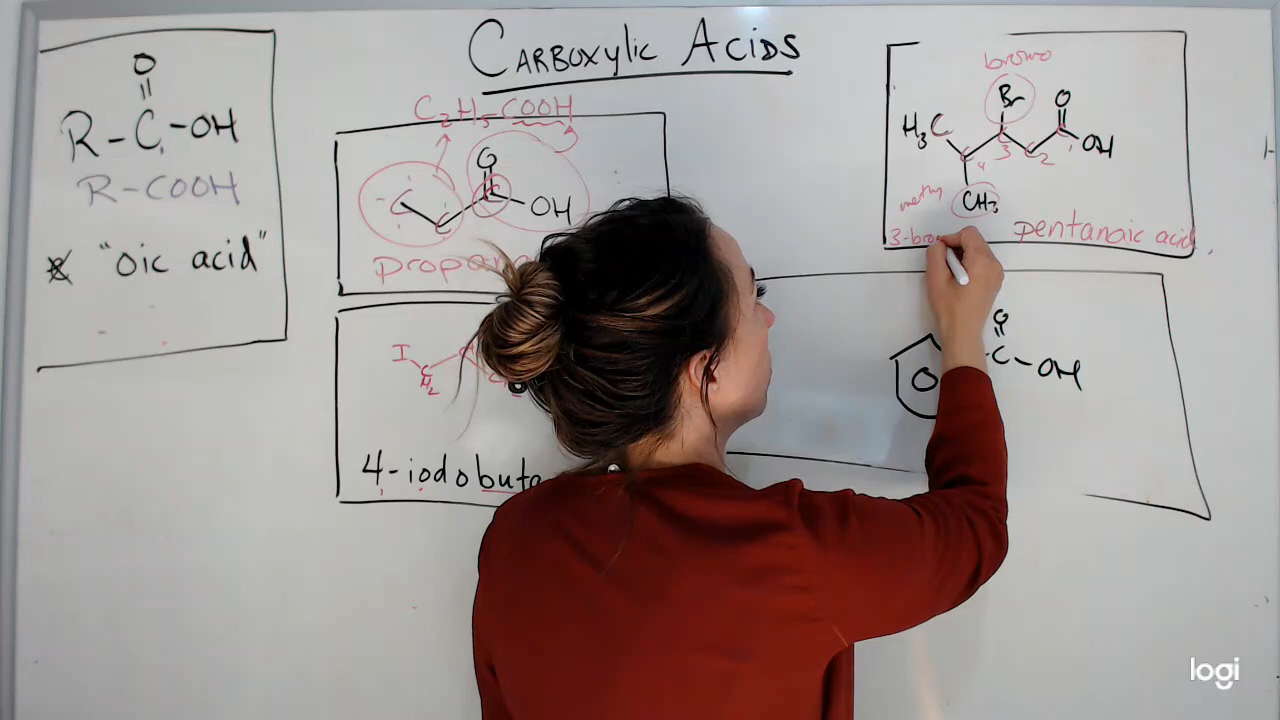 CARBOXYLIC ACIDS
O
R-C-OH
R-COOH
"oic acid"
C2H5COOH
O
C
C
C
OH
I
C
H2
4-iodobuta
bromo
Br
O
H3C
OH
1
2
3
4
methyl
CH3
3-bro
pentanoic acid
O
C-OH
logi